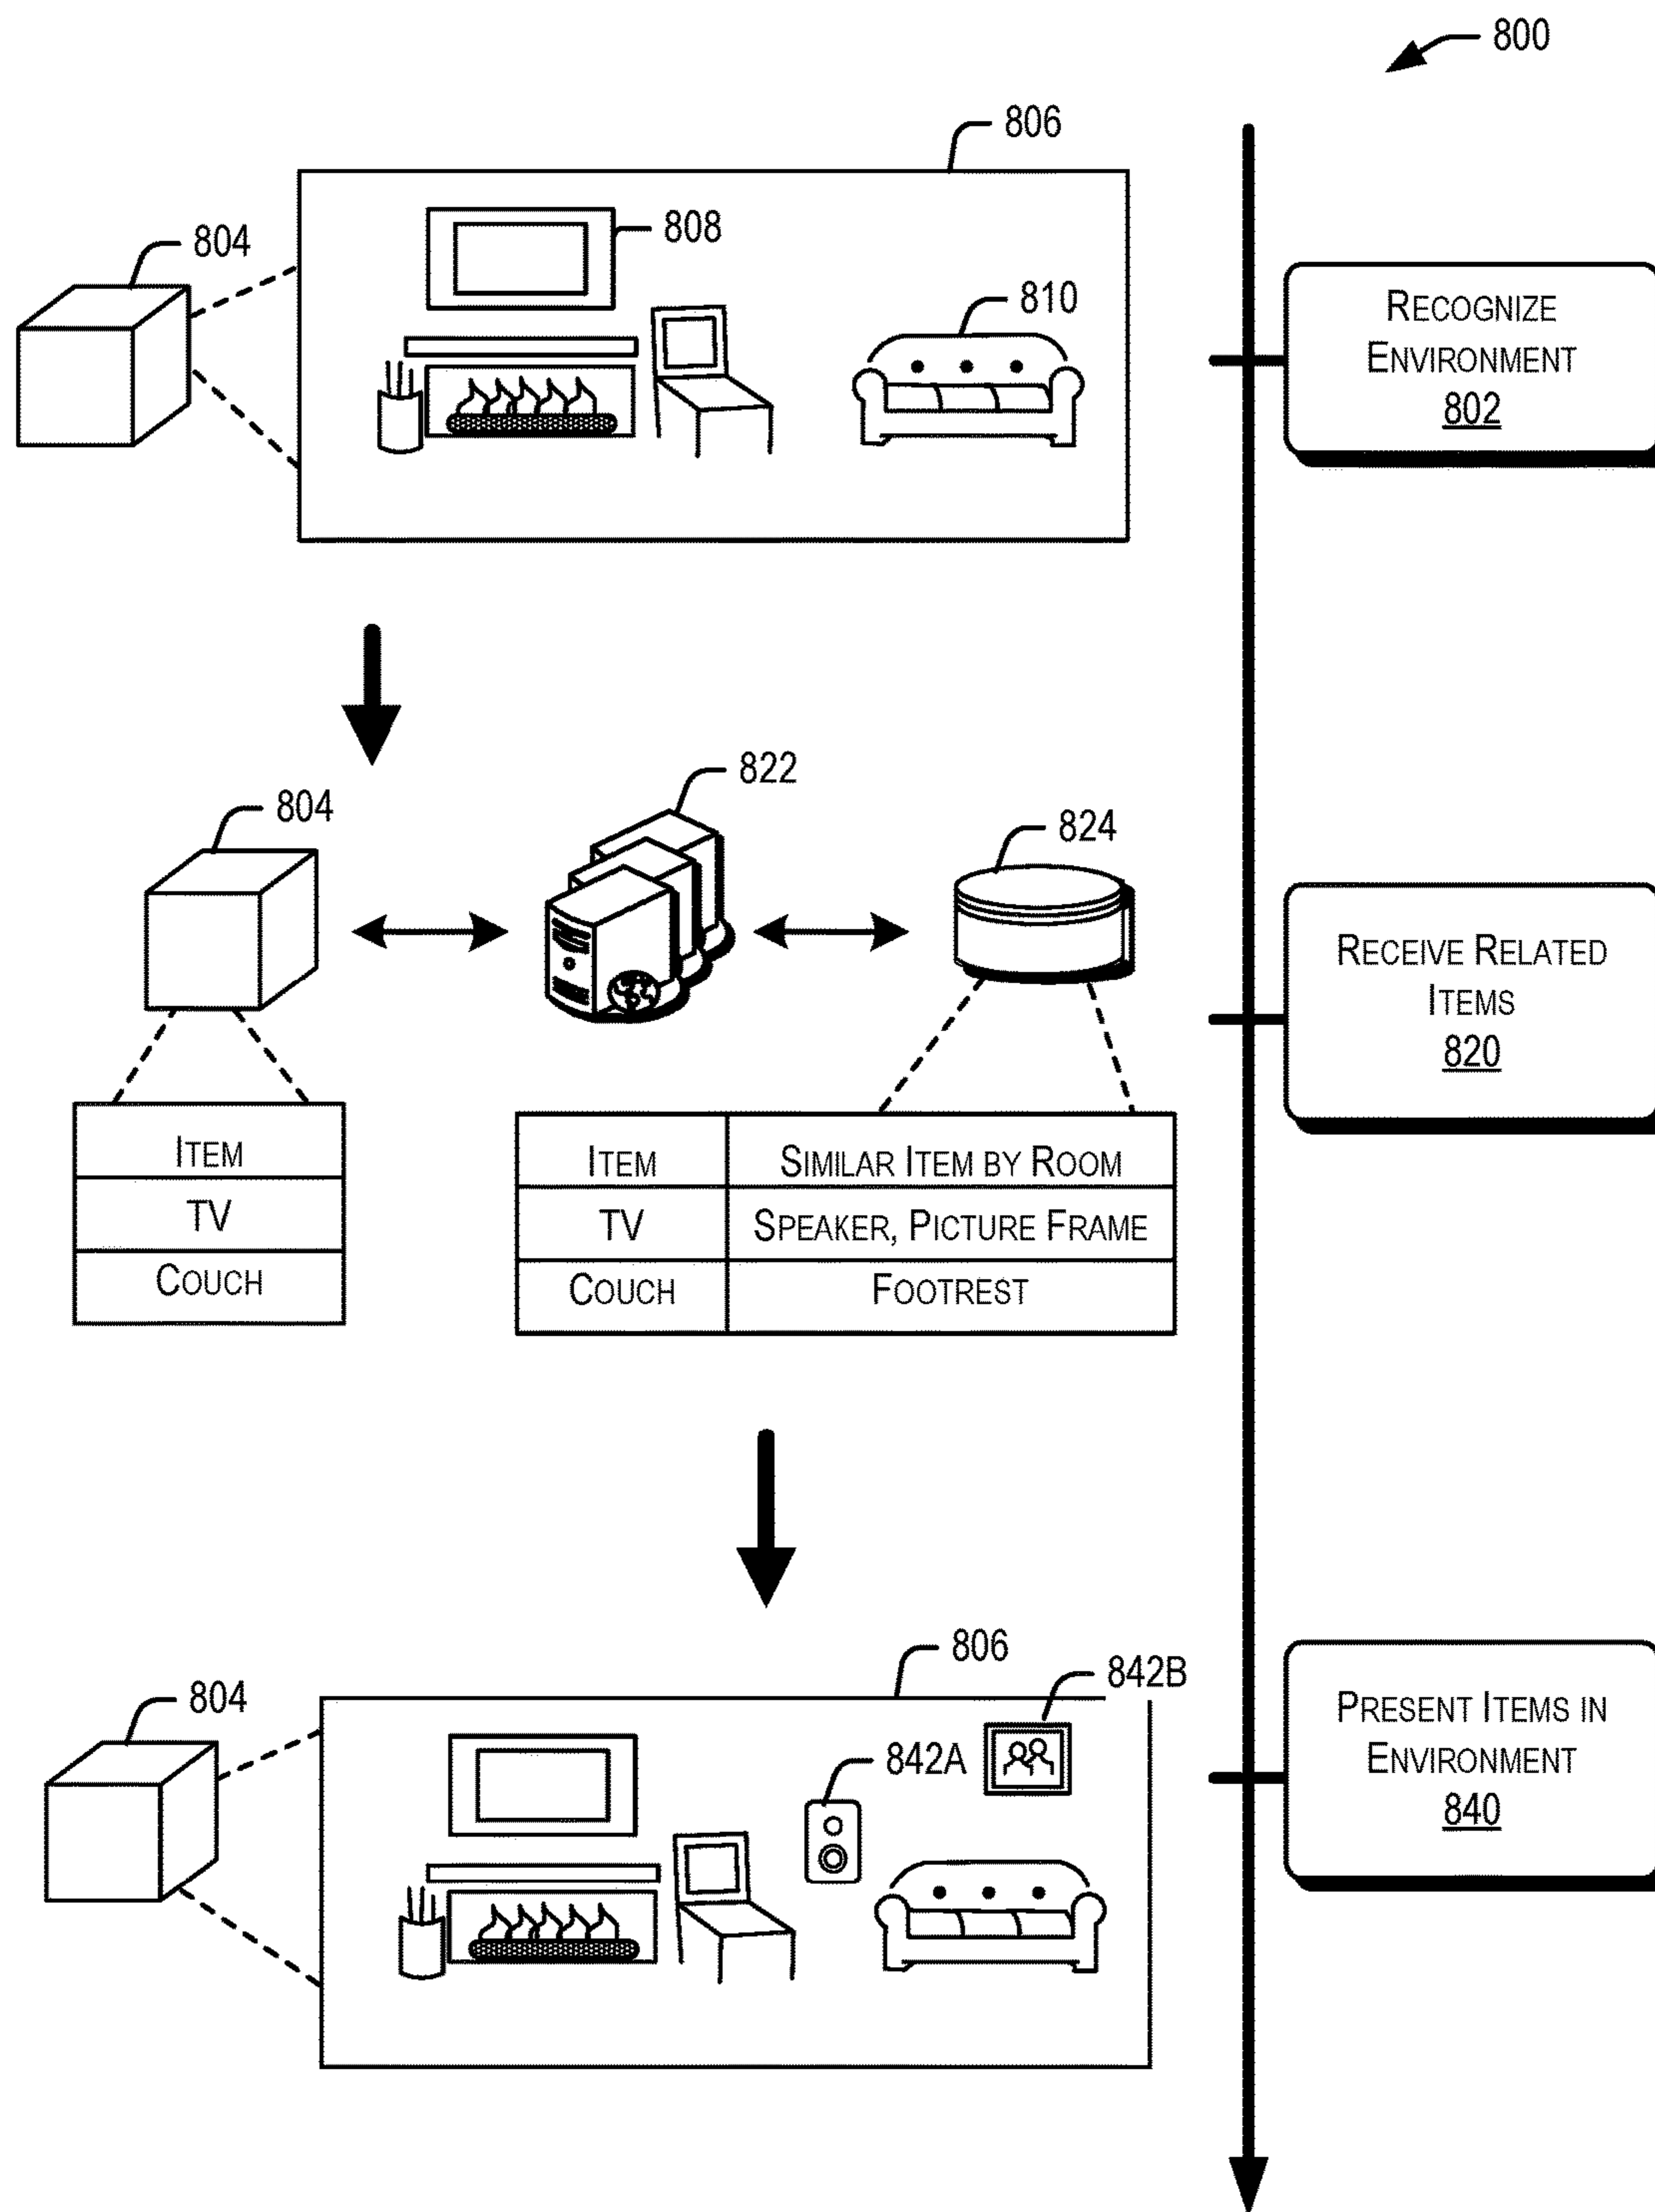 800
806
804
808
810
RECOGNIZE
ENVIRONMENT
802
822
804
824
RECEIVE RELATED
ITEMS
820
ITEM
TV
COUCH
ITEM SIMILAR ITEM BY ROOM
TV SPEAKER, PICTURE FRAME
COUCH FOOTREST
806
842B
804
842A
PRESENT ITEMS IN
ENVIRONMENT
840